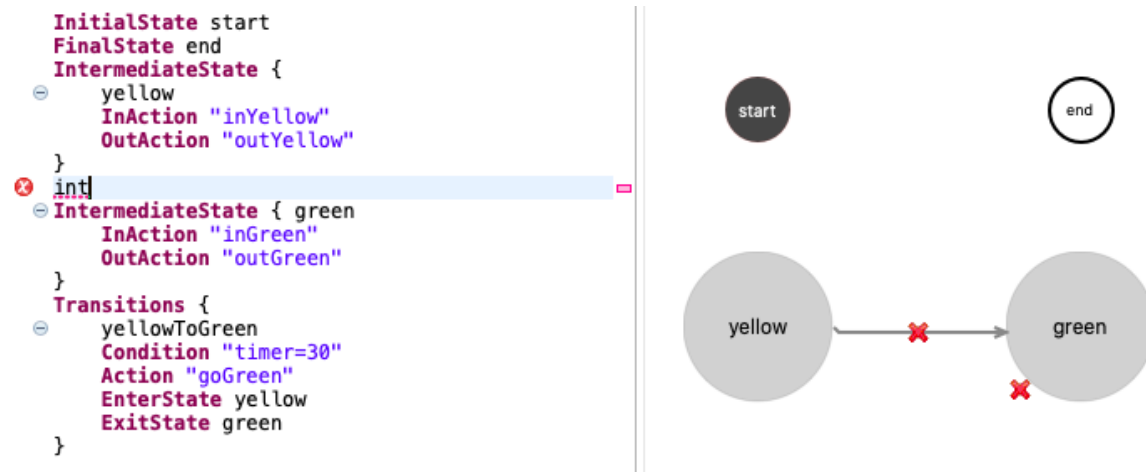 InitialState start
FinalState end
IntermediateState {
yellow
InAction "inYellow"
OutAction "outYellow"
}
int
IntermediateState { green
InAction "inGreen"
OutAction "outGreen"
}
Transitions {
yellowToGreen
Condition "timer=30"
Action "goGreen"
EnterState yellow
ExitState green
}
start
end
yellow
green